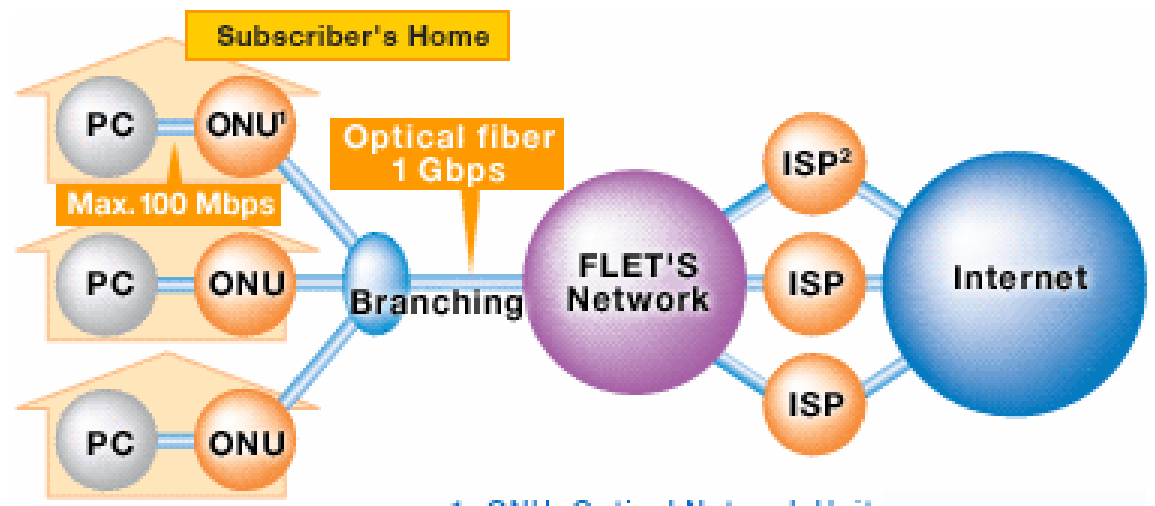 Subscriber's Home
PC
ONU¹
Optical fiber
1 Gbps
Max. 100 Mbps
PC
ONU
Branching
PC
ONU
FLET'S
Network
ISP²
ISP
ISP
Internet